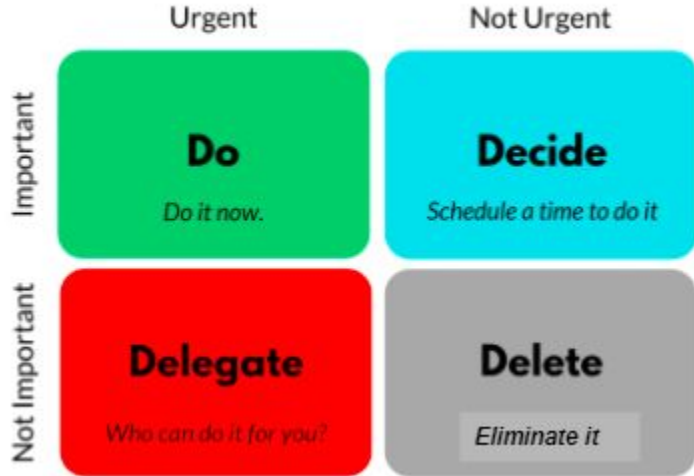 Urgent
Not Urgent
Important
Do
Do it now.
Decide
Schedule a time to do it
Not Important
Delegate
Who can do it for you?
Delete
Eliminate it